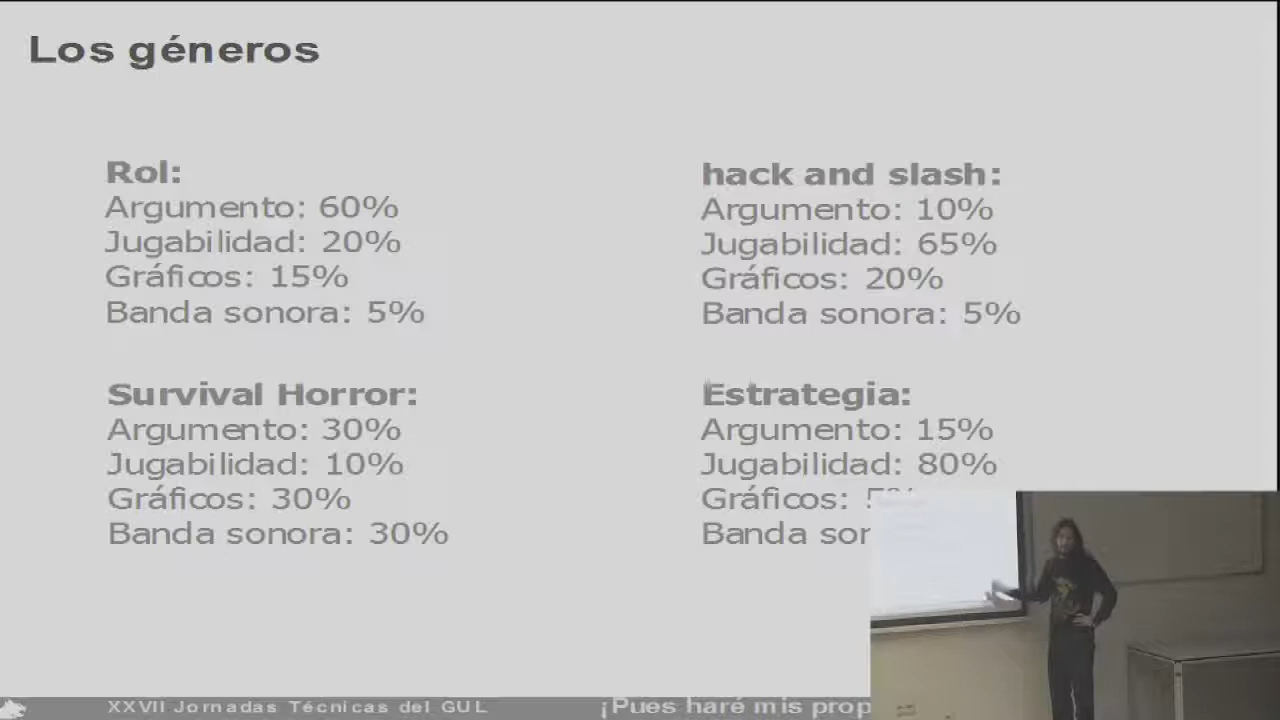 Los géneros
Rol:
Argumento: 60%
Jugabilidad: 20%
Gráficos: 15%
Banda sonora: 5%
hack and slash:
Argumento: 10%
Jugabilidad: 65%
Gráficos: 20%
Banda sonora: 5%
Survival Horror:
Argumento: 30%
Jugabilidad: 10%
Gráficos: 30%
Banda sonora: 30%
Estrategia:
Argumento: 15%
Jugabilidad: 80%
Gráficos:
Banda
XXVII Jornadas Técnicas del GUL
¡Pues haré mis